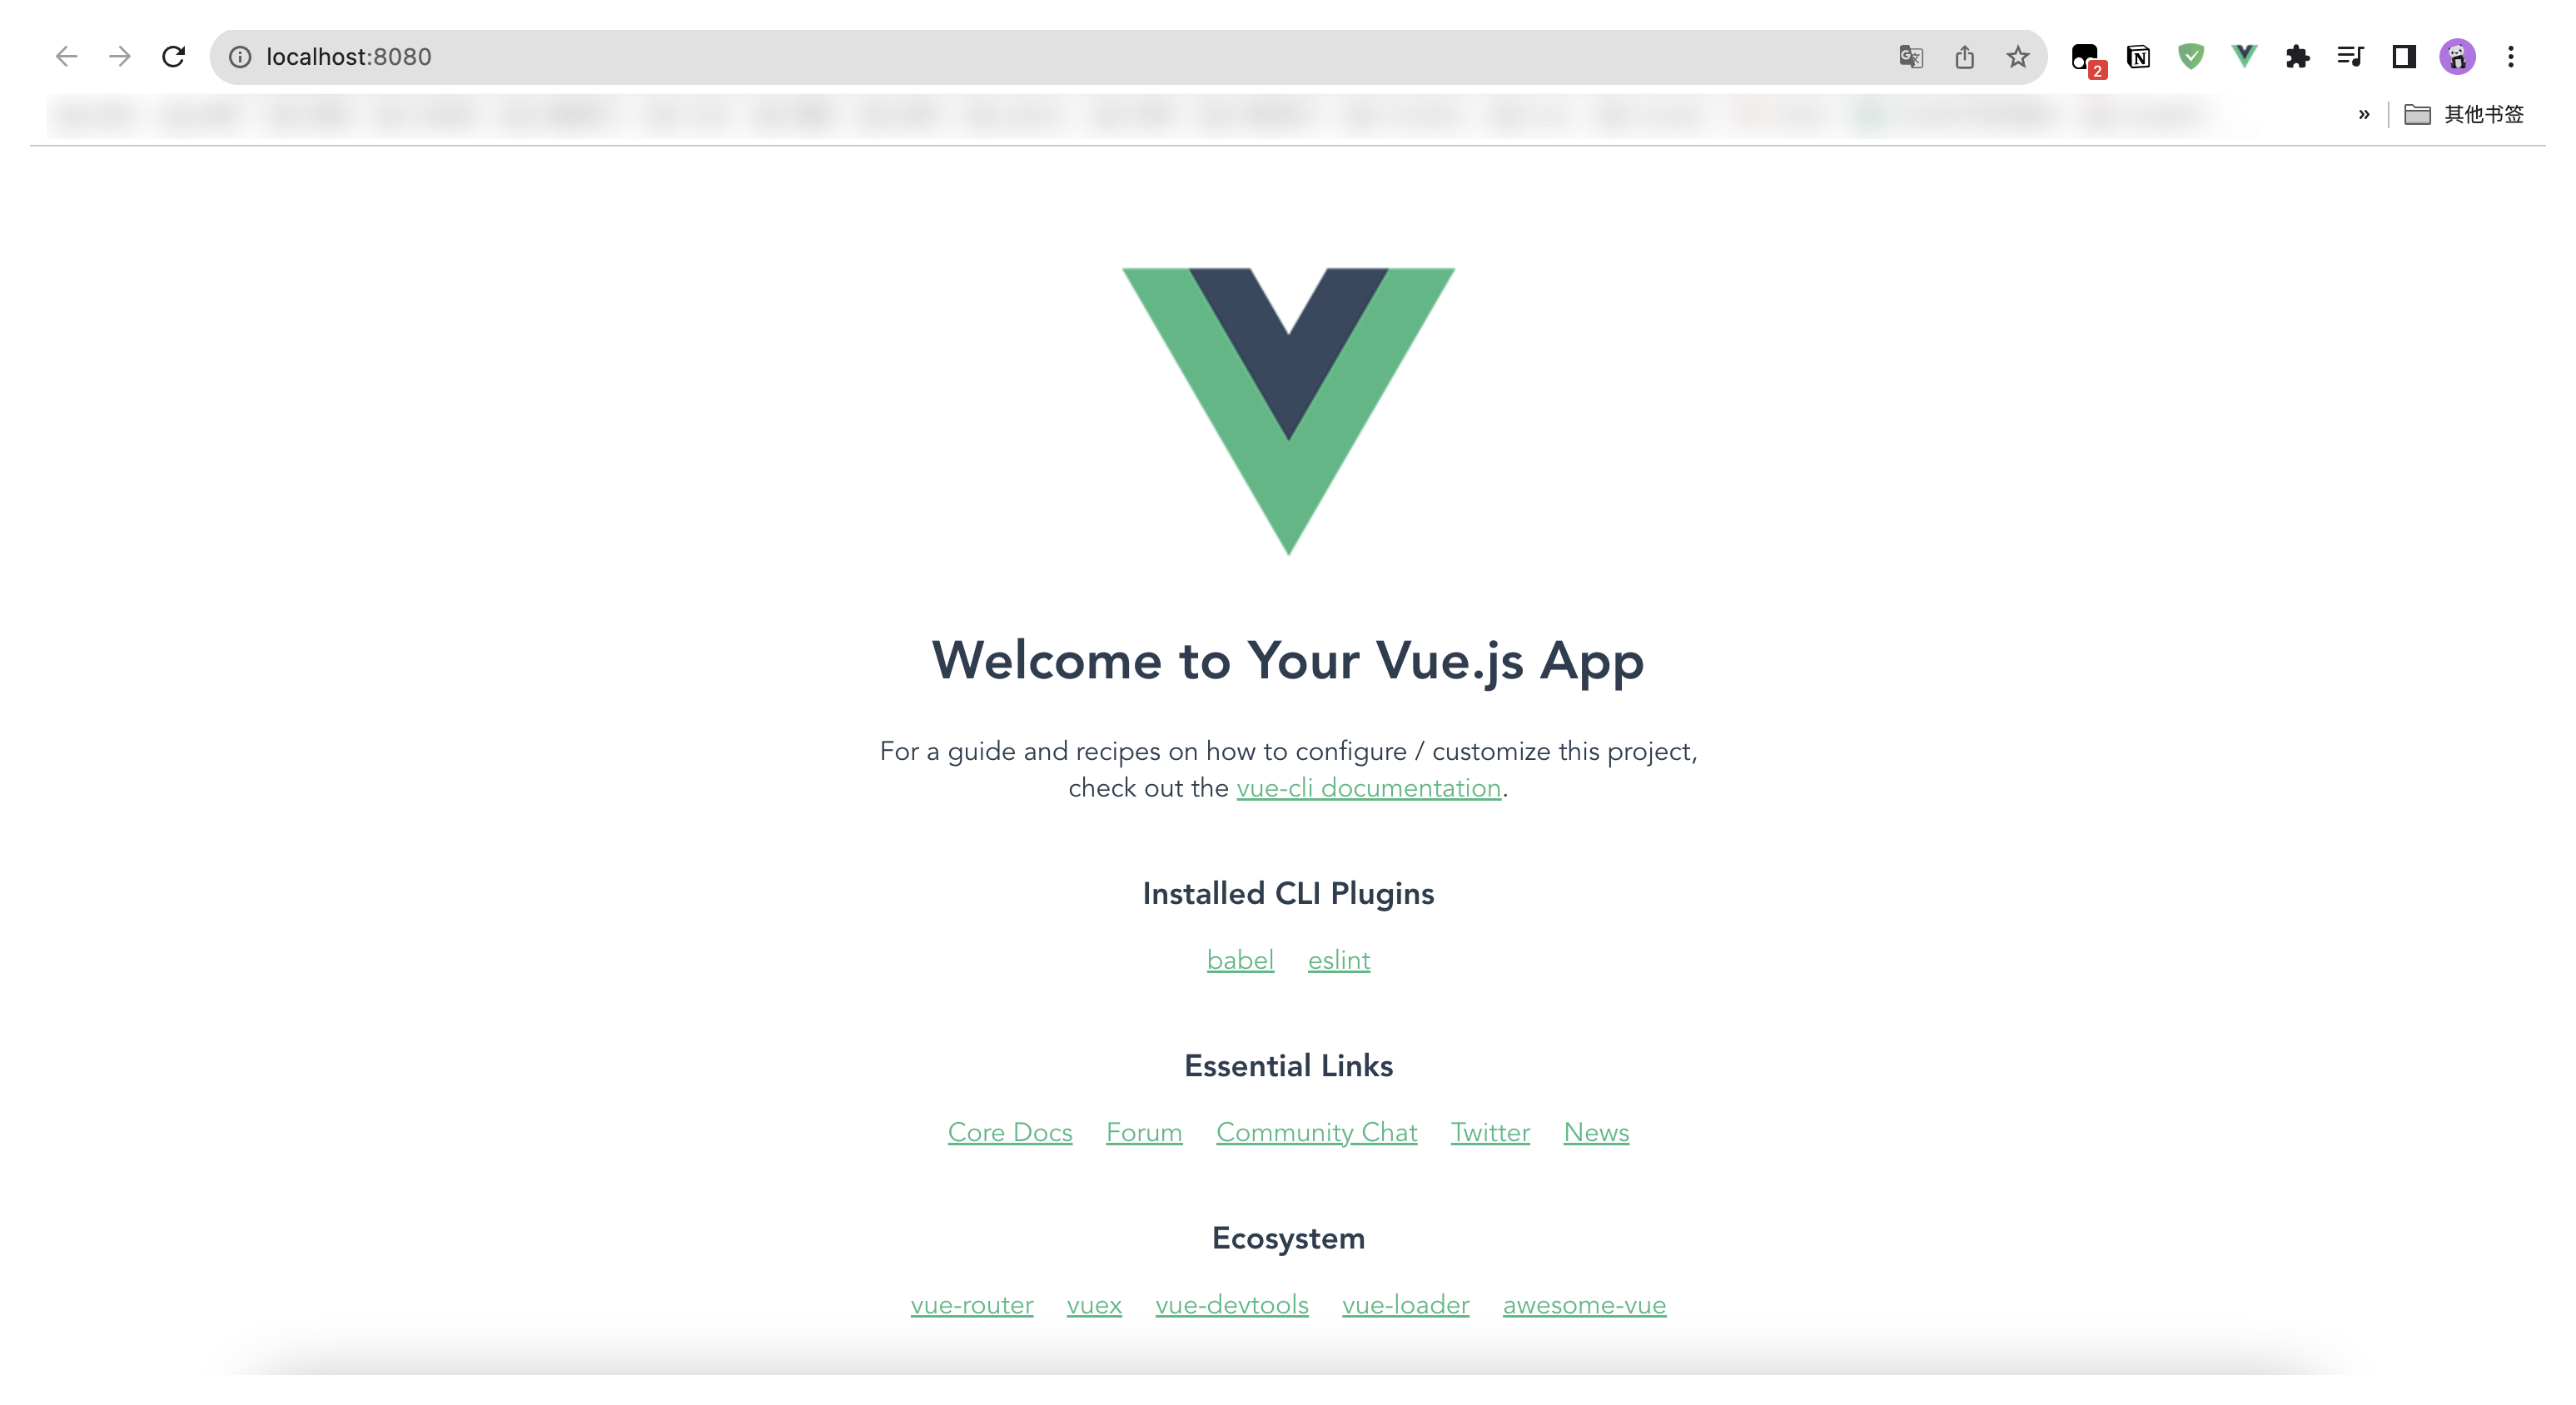 localhost:8080
2
» 其他书签
Welcome to Your Vue.js App
For a guide and recipes on how to configure / customize this project,
check out the vue-cli documentation.
Installed CLI Plugins
babel eslint
Essential Links
Core Docs Forum Community Chat Twitter News
Ecosystem
vue-router vuex vue-devtools vue-loader awesome-vue